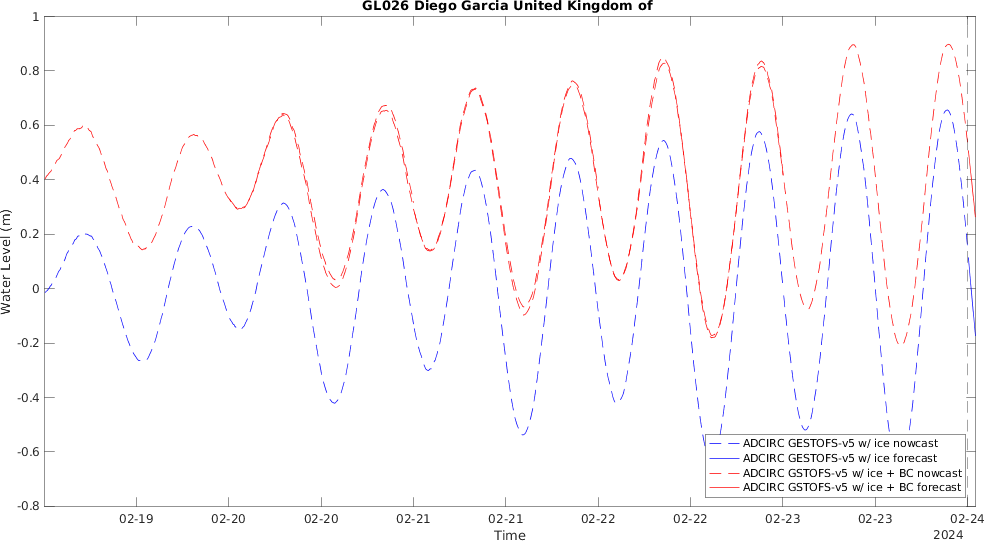 GL026 Diego Garcia United Kingdom of
1
0.8
0.6
0.4
0.2
0
-0.2
-0.4
-0.6
-0.8
Water Level (m)
ADCIRC GESTOFS-v5 w/ ice nowcast
ADCIRC GESTOFS-v5 w/ ice forecast
ADCIRC GSTOFS-v5 w/ ice + BC nowcast
ADCIRC GSTOFS-v5 w/ ice + BC forecast
02-19 02-20 02-20 02-21 02-21 02-22 02-22 02-23 02-23 02-24
Time
2024